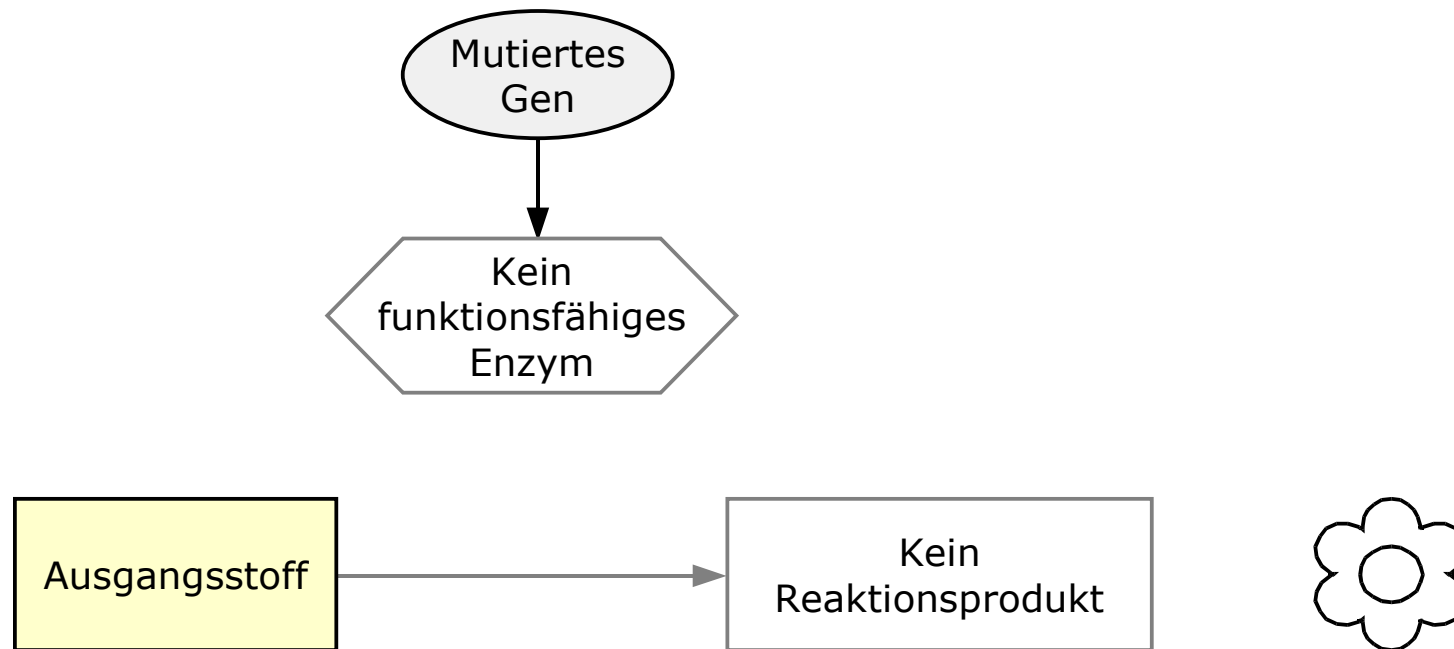 Mutiertes
Gen
Kein
funktionsfähiges
Enzym
Ausgangsstoff
Kein
Reaktionsprodukt